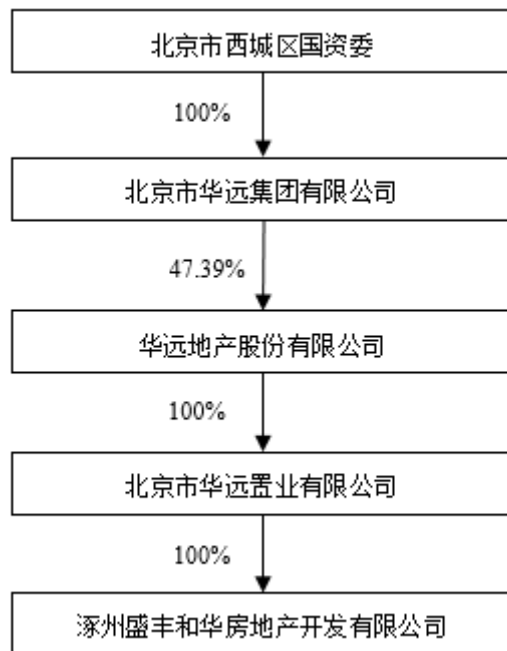 北京市西城区国资委
100%
北京市华远集团有限公司
47.39%
华远地产股份有限公司
100%
北京市华远置业有限公司
100%
涿州盛丰和华房地产开发有限公司